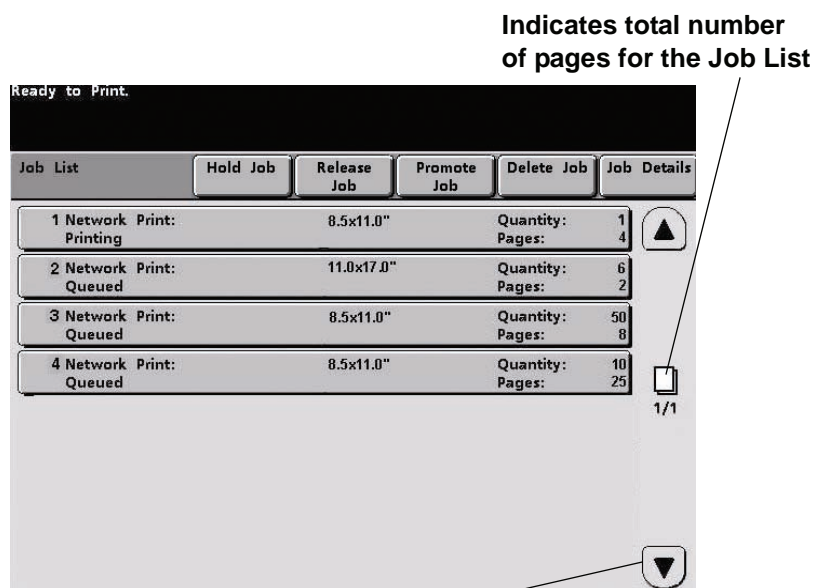 Indicates total number
of pages for the Job List
Ready to Print.
Job List
Hold Job
Release
Job
Promote
Job
Delete Job
Job Details
1 Network Print: 8.5x11.0" Quantity: 1
Printing Pages: 4
2 Network Print: 11.0x17.0" Quantity: 6
Queued Pages: 2
3 Network Print: 8.5x11.0" Quantity: 50
Queued Pages: 8
4 Network Print: 8.5x11.0" Quantity: 10
Queued Pages: 25
1/1